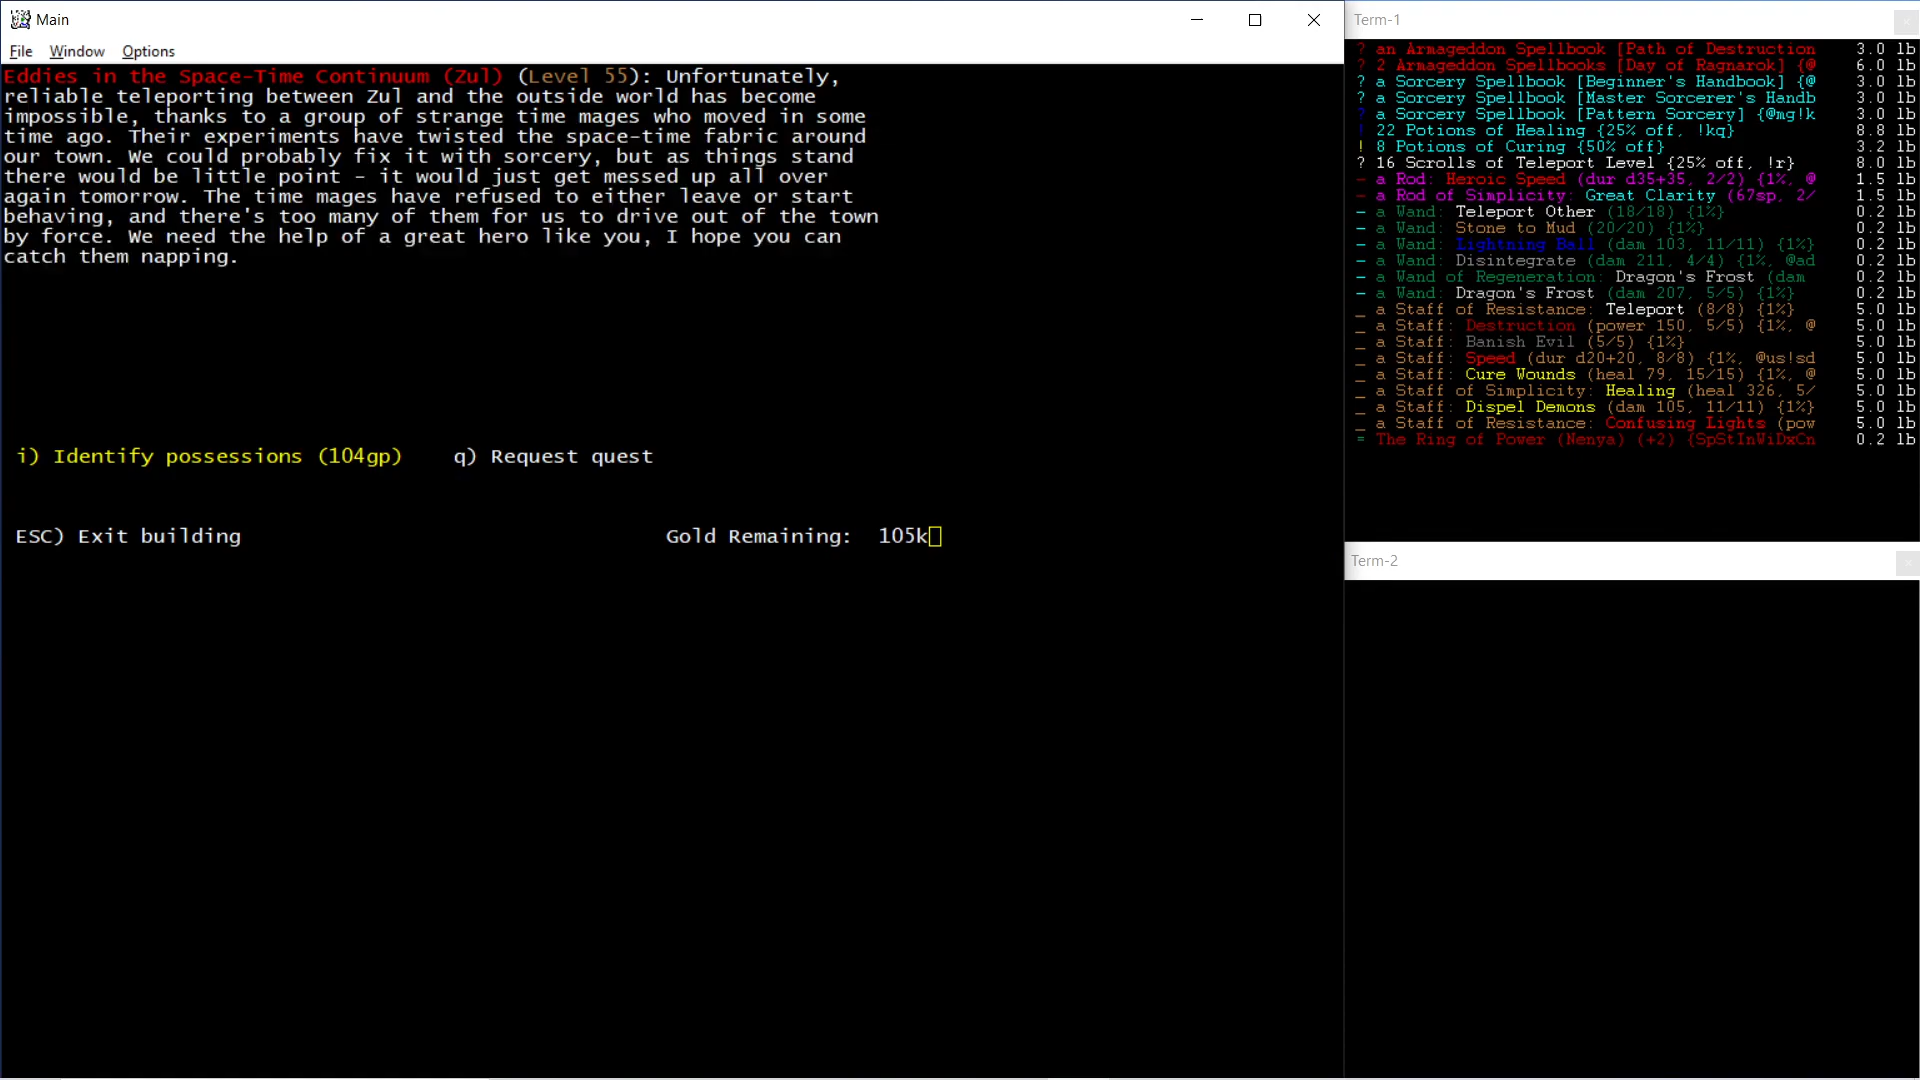 Main
File Window Options
Eddies in the Space-Time Continuum (Zul) (Level 55): Unfortunately,
reliable teleporting between Zul and the outside world has become
impossible, thanks to a group of strange time mages who moved in some
time ago. Their experiments have twisted the space-time fabric around
our town. We could probably fix it with sorcery, but as things stand
there would be little point - it would just get messed up all over
again tomorrow. The time mages have refused to either leave or start
behaving, and there's too many of them for us to drive out of the town
by force. We need the help of a great hero like you, I hope you can
catch them napping.
i) Identify possessions (104gp) q) Request quest
ESC) Exit building Gold Remaining: 105k
Term-1
? an Armageddon Spellbook [Path of Destruction 3.0 lb
? 2 Armageddon Spellbooks [Day of Ragnarok] {@ 6.0 lb
? a Sorcery Spellbook [Beginner's Handbook] {@ 3.0 lb
? a Sorcery Spellbook [Master Sorcerer's Handb 3.0 lb
? a Sorcery Spellbook [Pattern Sorcery] {@mg!k 3.0 lb
! 22 Potions of Healing {25% off, !kq} 8.8 lb
! 8 Potions of Curing {50% off} 3.2 lb
? 16 Scrolls of Teleport Level {25% off, !r} 8.0 lb
- a Rod: Heroic Speed (dur d35+35, 2/2) {1%, @ 1.5 lb
- a Rod of Simplicity: Great Clarity (67sp, 2/ 1.5 lb
- a Wand: Teleport Other (18/18) {1%} 0.2 lb
- a Wand: Stone to Mud (20/20) {1%} 0.2 lb
- a Wand: Lightning Ball (dam 103, 11/11) {1%} 0.2 lb
- a Wand: Disintegrate (dam 211, 4/4) {1%, @ad 0.2 lb
- a Wand of Regeneration: Dragon's Frost (dam 0.2 lb
- a Wand: Dragon's Frost (dam 207, 5/5) {1%} 0.2 lb
_ a Staff of Resistance: Teleport (8/8) {1%} 5.0 lb
_ a Staff: Destruction (power 150, 5/5) {1%, @ 5.0 lb
_ a Staff: Banish Evil (5/5) {1%} 5.0 lb
_ a Staff: Speed (dur d20+20, 8/8) {1%, @us!sd 5.0 lb
_ a Staff: Cure Wounds (heal 79, 15/15) {1%, @ 5.0 lb
_ a Staff of Simplicity: Healing (heal 326, 5/ 5.0 lb
_ a Staff: Dispel Demons (dam 105, 11/11) {1%} 5.0 lb
_ a Staff of Resistance: Confusing Lights (pow 5.0 lb
= The Ring of Power (Nenya) (+2) {SpStInWiDxCn 0.2 lb
Term-2